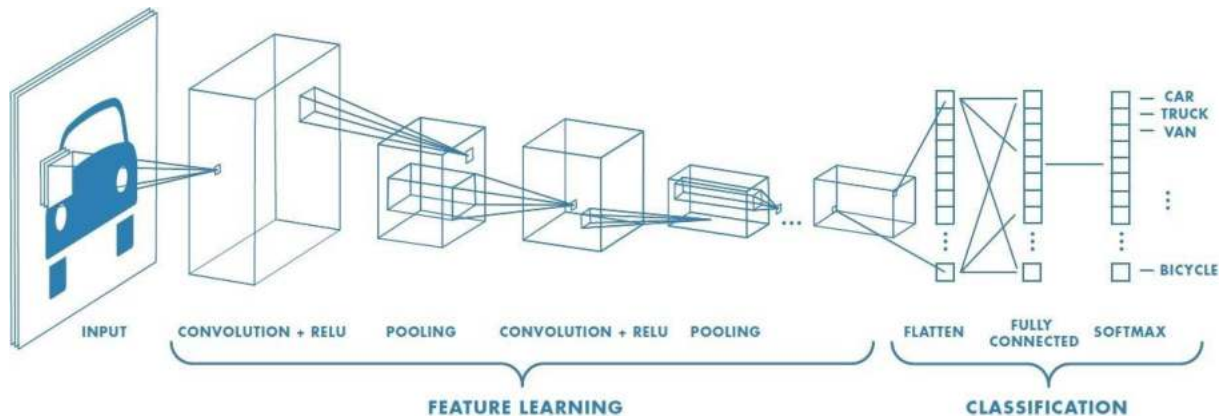 CAR
TRUCK
VAN
BICYCLE
INPUT
CONVOLUTION + RELU
POOLING
CONVOLUTION + RELU
POOLING
FLATTEN
FULLY
CONNECTED
SOFTMAX
FEATURE LEARNING
CLASSIFICATION